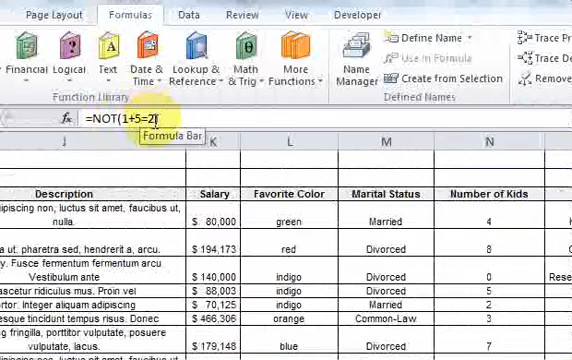 Page Layout Formulas Data Review View Developer
Financial Logical Text Date & Time Lookup & Reference Math & Trig More Functions
Function Library
Name Manager
Define Name
Use in Formula
Create from Selection
Defined Names
Trace
Trace De
Remove
fx =NOT(1+5=2)
Formula Bar
J K L M N
Description Salary Favorite Color Marital Status Number of Kids
ipiscing non, luctus sit amet, faucibus ut, nulla. $ 80,000 green Married 4
a ut. pharetra sed, hendrerit a, arcu. $ 194,173 red Divorced 8
y. Fusce fermentum fermentum arcu Vestibulum ante $ 140,000 indigo Divorced 0 Rese
ascetur ridiculus mus. Proin vel $ 88,003 indigo Divorced 5
ortor. Integer aliquam adipiscing $ 70,125 indigo Married 2
esque tincidunt tempus risus. Donec $ 466,306 orange Common-Law 3
ng fringilla, porttitor vulputate, posuere vulputate, lacus. $ 179,148 blue Divorced 7